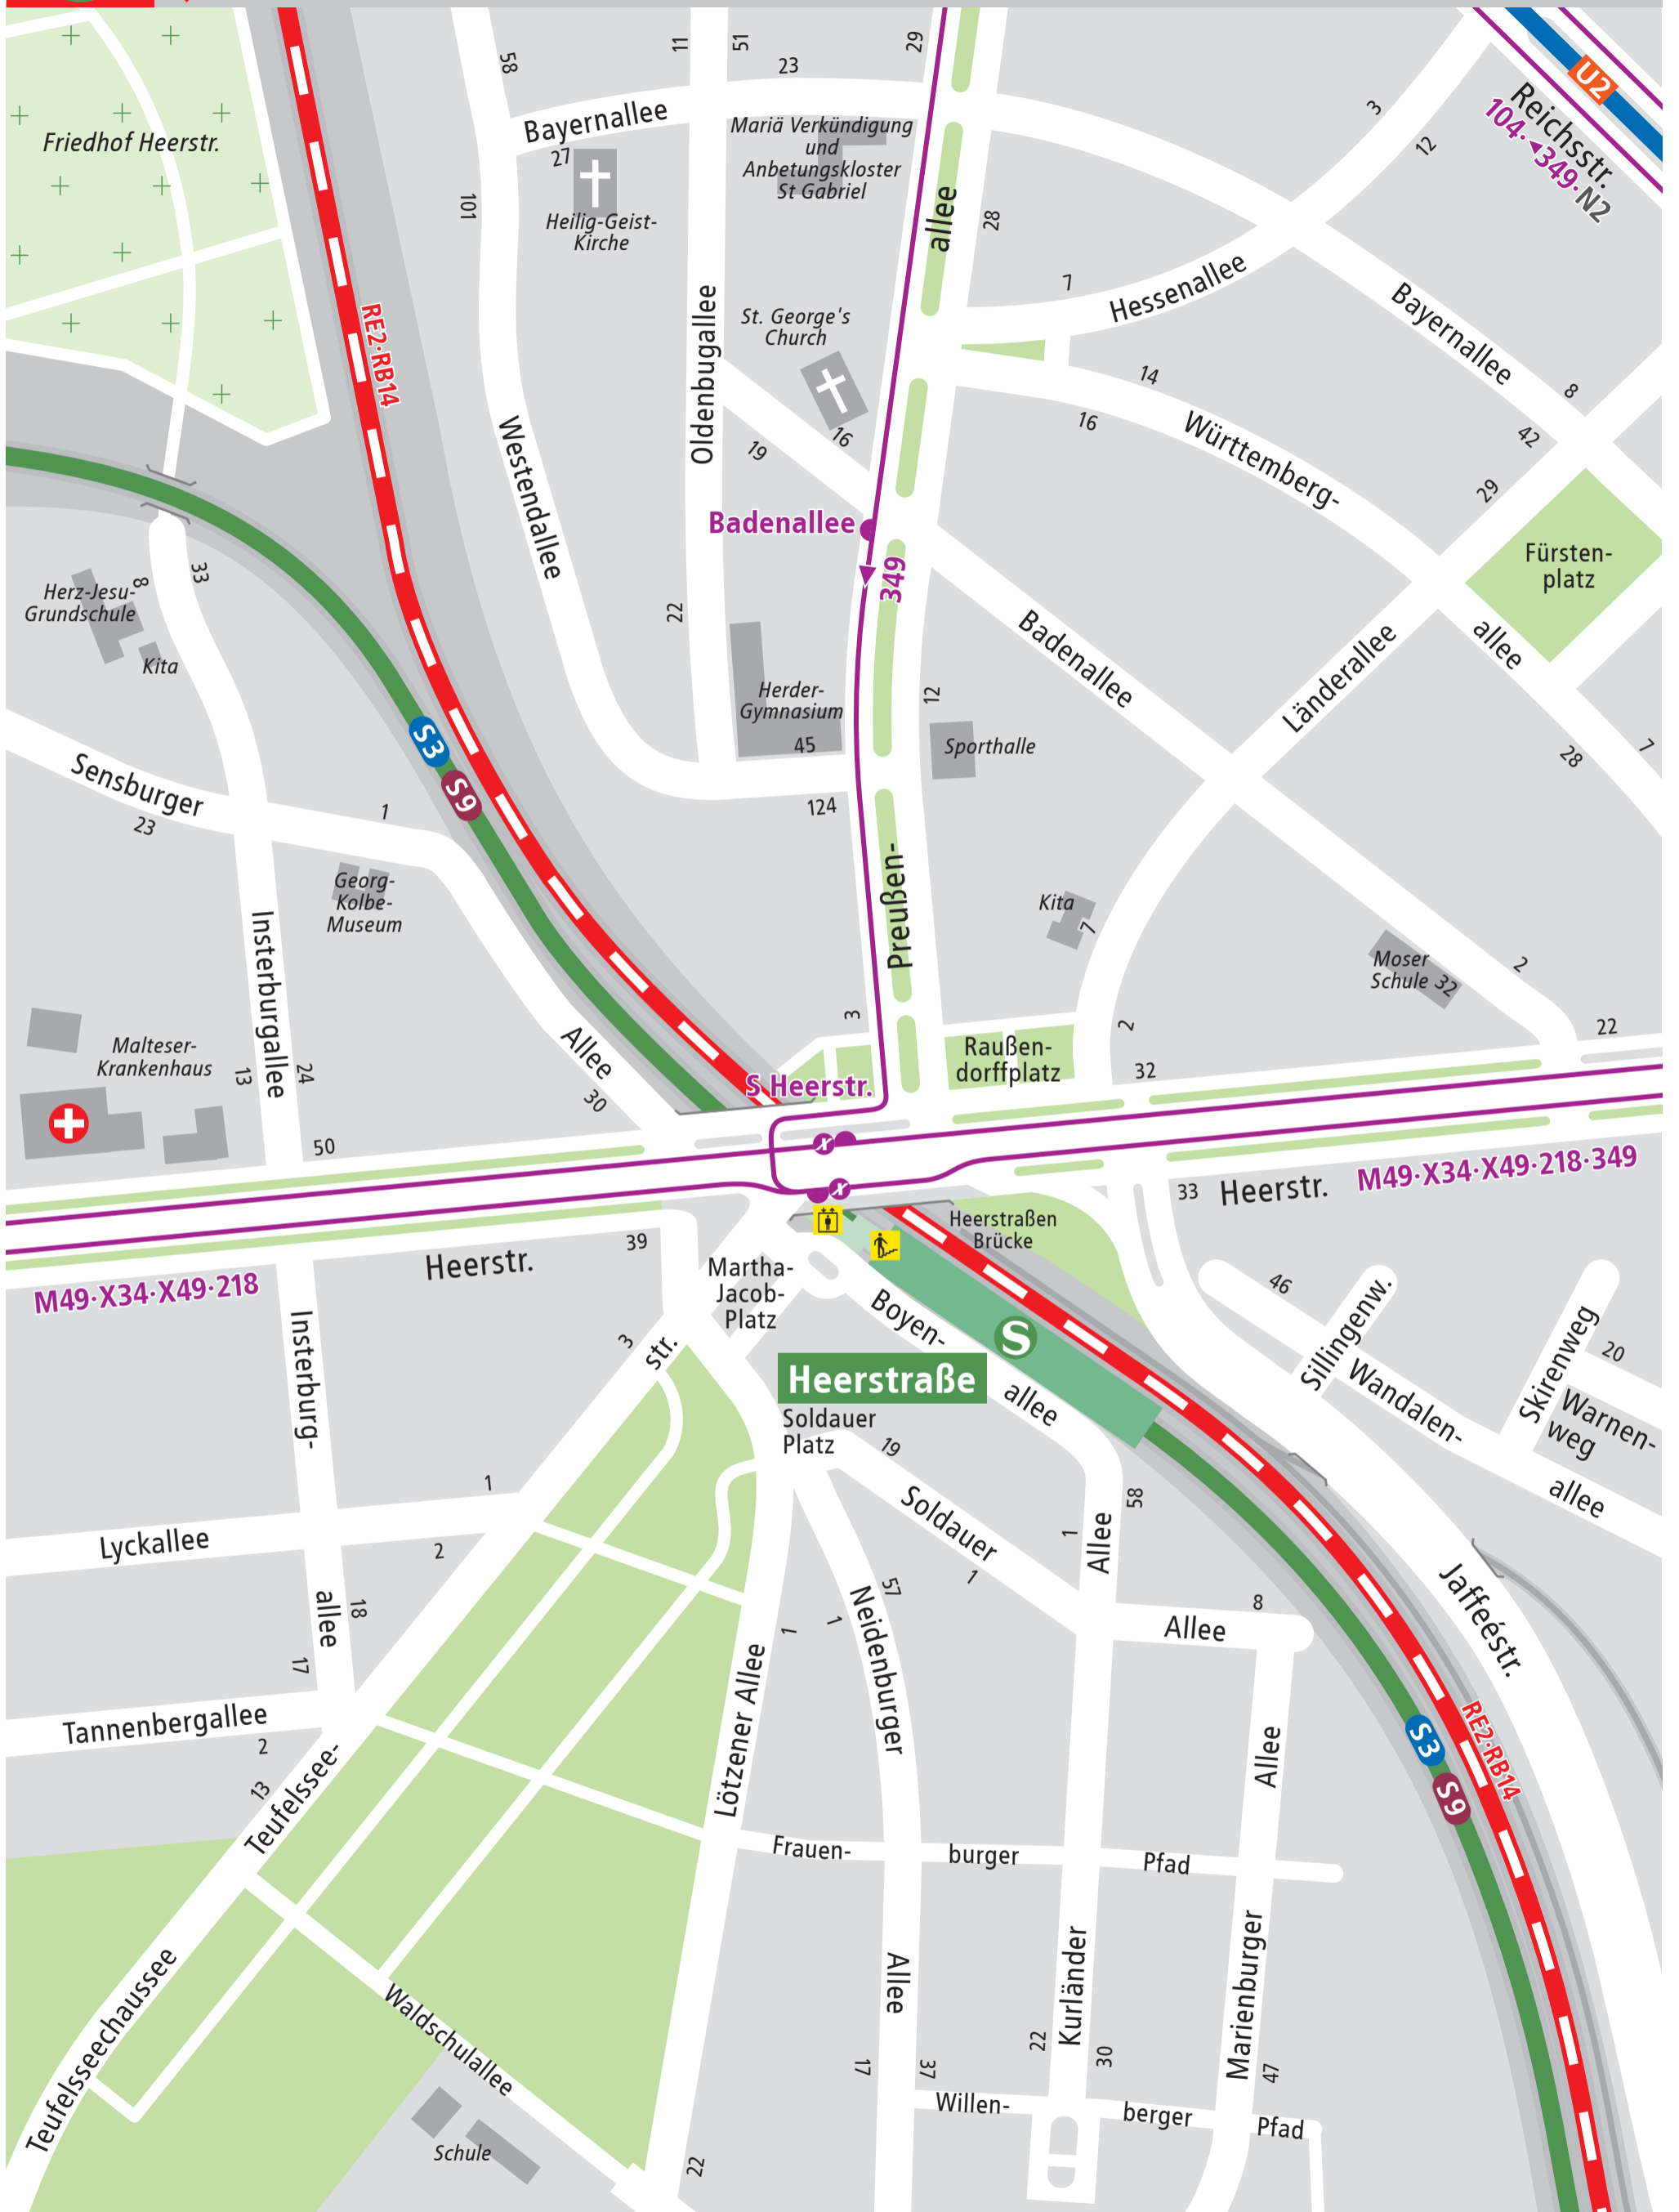 58
11
51
23
29
3
12
U2
Reichsstr.
104·◄349·N2
Friedhof Heerstr.
Bayernallee
27
Mariä Verkündigung
und
Anbetungskloster
St Gabriel
allee
28
101
Heilig-Geist-
Kirche
7
Hessenallee
Bayernallee
RE2·RB14
Oldenbugallee
St. George's
Church
14
16
8
42
Westendallee
19
16
Württemberg-
29
Badenallee
349
Fürsten-
platz
8
33
Herz-Jesu-
Grundschule
Kita
22
Badenallee
Länderallee
allee
S3
S9
Herder-
Gymnasium
45
12
Sporthalle
28
7
Sensburger
23
1
124
Georg-
Kolbe-
Museum
Preußen-
Kita
7
Moser
Schule 32
2
Insterburgallee
Malteser-
Krankenhaus
13
24
Allee
30
3
Raußen-
dorffplatz
2
32
22
S Heerstr.
50
X
X
33
Heerstr.
M49·X34·X49·218·349
39
Heerstr.
M49·X34·X49·218
Heerstraßen
Brücke
Martha-
Jacob-
Platz
Boyen-
allee
S
46
Sillingenw.
Skirenweg
20
Wandalen-
allee
Warnen-
weg
Insterburg-
3
str.
Heerstraße
Soldauer
Platz
19
Soldauer
1
1
Allee
58
Lyckallee
1
2
allee
18
17
57
1
Neidenburger
8
Allee
Jaffeéstr.
1
Lötzener Allee
Tannenbergallee
2
13
Teufelssee-
Allee
S3
S9
RE2·RB14
Frauen-
burger
Pfad
Teufelsseechaussee
Waldschulallee
Allee
Kurländer
Marienburger
22
30
17
37
47
Willen-
berger
Pfad
Schule
22